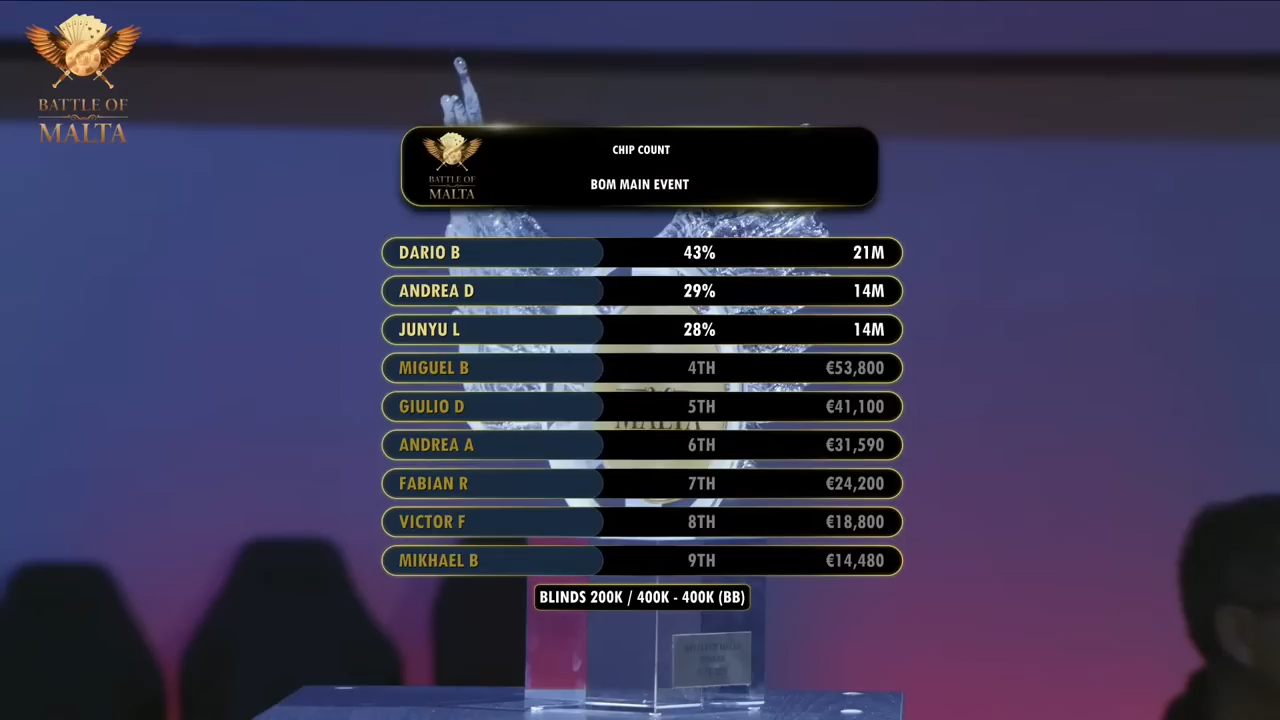 BATTLE OF
MALTA
CHIP COUNT
BATTLE OF
MALTA
BOM MAIN EVENT
DARIO B 43% 21M
ANDREA D 29% 14M
JUNYU L 28% 14M
MIGUEL B 4TH €53,800
GIULIO D 5TH €41,100
MALTA
ANDREA A 6TH €31,590
FABIAN R 7TH €24,200
VICTOR F 8TH €18,800
MIKHAEL B 9TH €14,480
BLINDS 200K / 400K - 400K (BB)